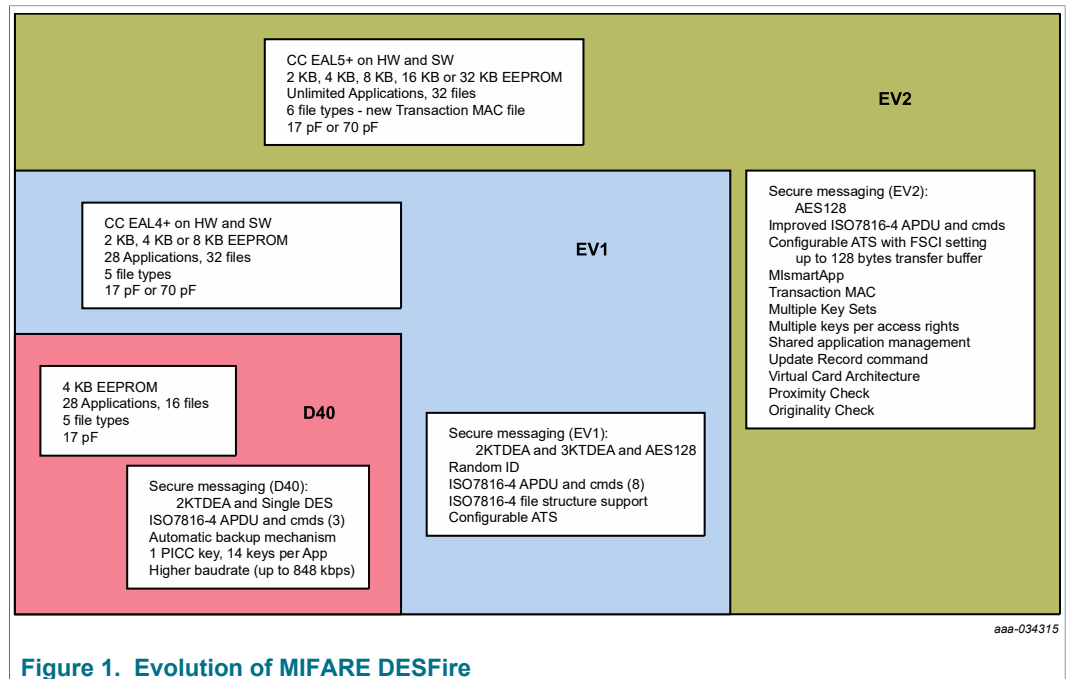 CC EAL5+ on HW and SW
2 KB, 4 KB, 8 KB, 16 KB or 32 KB EEPROM
Unlimited Applications, 32 files
6 file types - new Transaction MAC file
17 pF or 70 pF
EV2
Secure messaging (EV2):
AES128
Improved ISO7816-4 APDU and cmds
Configurable ATS with FSCI setting
up to 128 bytes transfer buffer
MIsmartApp
Transaction MAC
Multiple Key Sets
Multiple keys per access rights
Shared application management
Update Record command
Virtual Card Architecture
Proximity Check
Originality Check
CC EAL4+ on HW and SW
2 KB, 4 KB or 8 KB EEPROM
28 Applications, 32 files
5 file types
17 pF or 70 pF
EV1
Secure messaging (EV1):
2KTDEA and 3KTDEA and AES128
Random ID
ISO7816-4 APDU and cmds (8)
ISO7816-4 file structure support
Configurable ATS
4 KB EEPROM
28 Applications, 16 files
5 file types
17 pF
D40
Secure messaging (D40):
2KTDEA and Single DES
ISO7816-4 APDU and cmds (3)
Automatic backup mechanism
1 PICC key, 14 keys per App
Higher baudrate (up to 848 kbps)
aaa-034315
Figure 1. Evolution of MIFARE DESFire